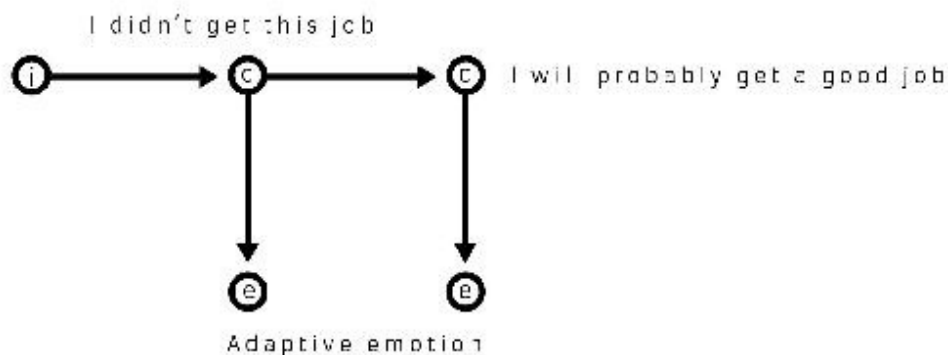 I didn't get this job
i c c I will probably get a good job
e e
Adaptive emotion